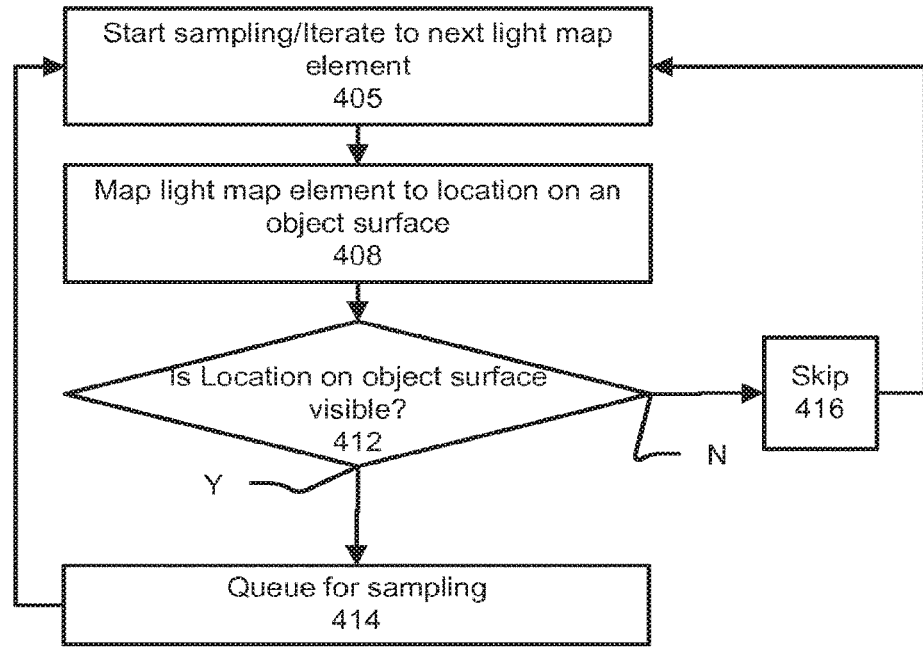 Start sampling/Iterate to next light map
element
405
Map light map element to location on an
object surface
408
Is Location on object surface
visible?
412
Skip
416
N
Y
Queue for sampling
414